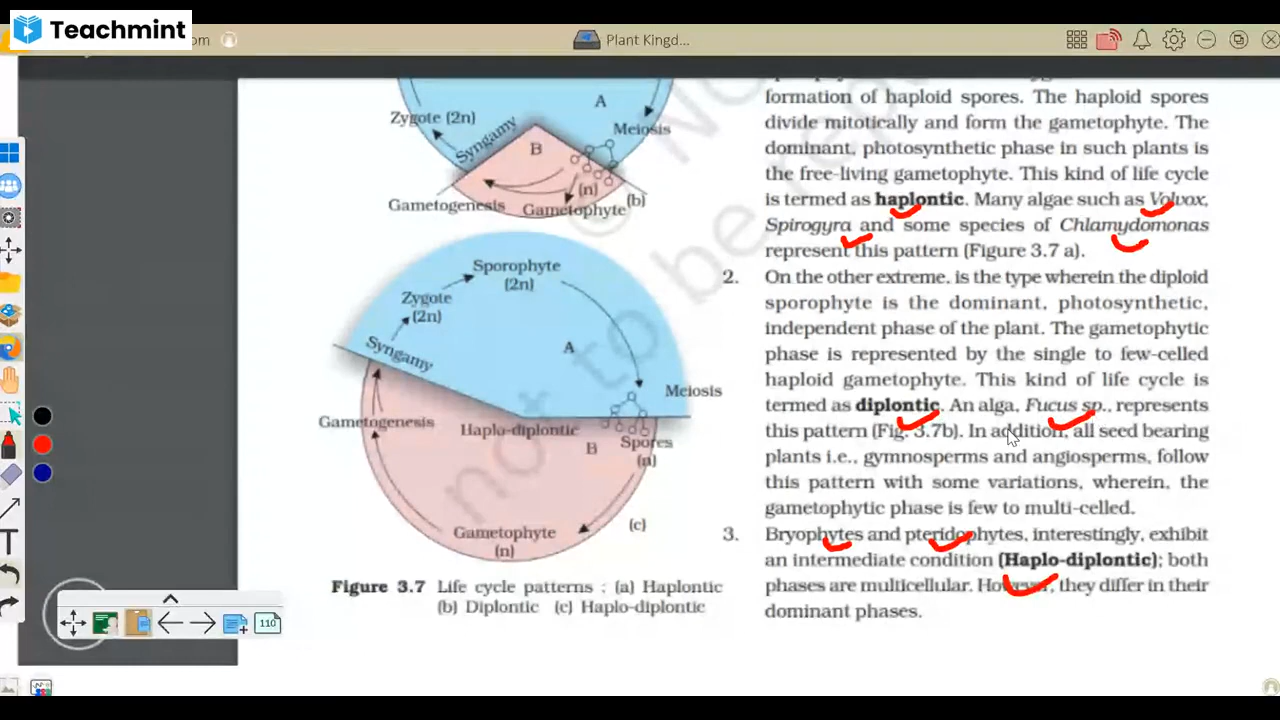 Teachmint
om
Plant Kingd...
A
Zygote (2n)
Meiosis
Syngamy
B
(n)
Gametogenesis
Gametophyte
(b)
Sporophyte
(2n)
Zygote
(2n)
Syngamy
A
Meiosis
Gametogenesis
Haplo-diplontic
B
Spores
(n)
Gametophyte
(n)
(c)
Figure 3.7 Life cycle patterns : (a) Haplontic
(b) Diplontic (c) Haplo-diplontic
formation of haploid spores. The haploid spores
divide mitotically and form the gametophyte. The
dominant, photosynthetic phase in such plants is
the free-living gametophyte. This kind of life cycle
is termed as haplontic. Many algae such as Volvox,
Spirogyra and some species of Chlamydomonas
represent this pattern (Figure 3.7 a).
2. On the other extreme, is the type wherein the diploid
sporophyte is the dominant, photosynthetic,
independent phase of the plant. The gametophytic
phase is represented by the single to few-celled
haploid gametophyte. This kind of life cycle is
termed as diplontic. An alga, Fucus sp., represents
this pattern (Fig. 3.7b). In addition, all seed bearing
plants i.e., gymnosperms and angiosperms, follow
this pattern with some variations, wherein, the
gametophytic phase is few to multi-celled.
3. Bryophytes and pteridophytes, interestingly, exhibit
an intermediate condition (Haplo-diplontic); both
phases are multicellular. However, they differ in their
dominant phases.
not to be rep
© N
T
110